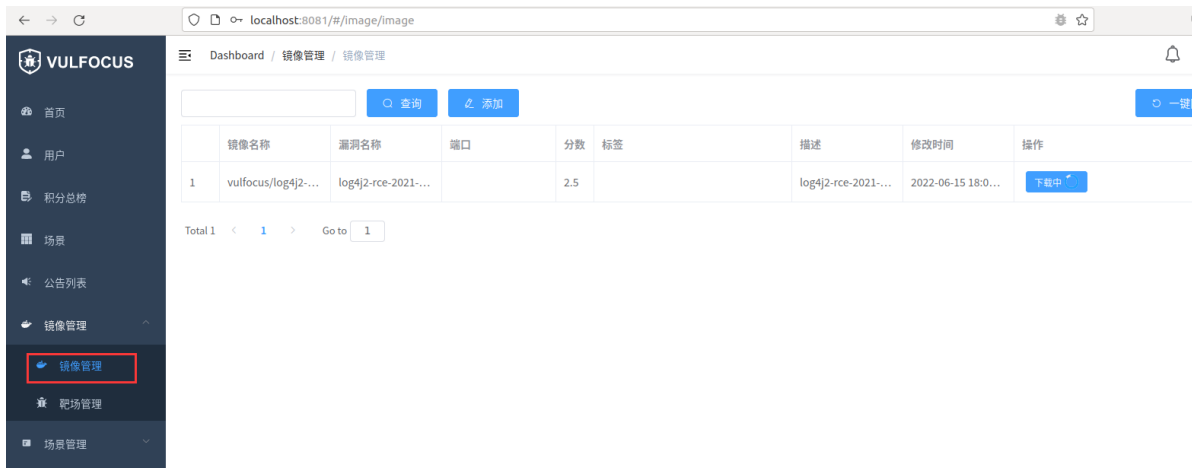 localhost:8081/#/image/image
VULFOCUS
Dashboard / 镜像管理 / 镜像管理
首页
用户
积分总榜
场景
公告列表
镜像管理
镜像管理
靶场管理
场景管理
查询 添加
镜像名称 漏洞名称 端口 分数 标签 描述 修改时间 操作
1 vulfocus/log4j2-... log4j2-rce-2021-... 2.5 log4j2-rce-2021-... 2022-06-15 18:0... 下载中
Total 1 < 1 > Go to 1
一键